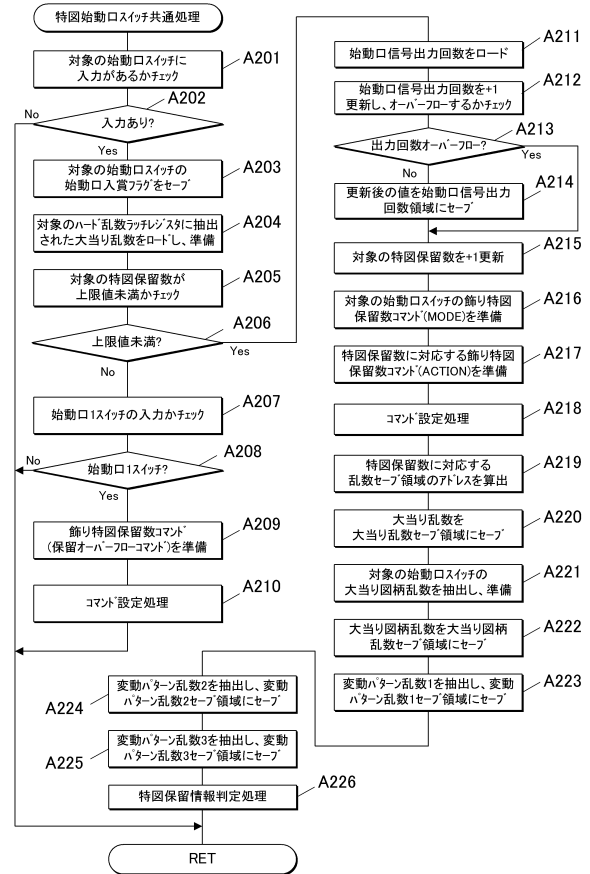 特図始動口スイッチ共通処理
対象の始動口スイッチに
入力があるかチェック
A201
A202
入力あり?
No
Yes
対象の始動口スイッチの
始動口入賞フラグをセーブ
A203
対象のハード乱数ラッチレジスタに抽出
された大当り乱数をロードし、準備
A204
対象の特図保留数が
上限値未満かチェック
A205
A206
上限値未満?
Yes
No
始動口1スイッチの入力かチェック
A207
A208
始動口1スイッチ?
No
Yes
飾り特図保留数コマンド
(保留オーバーフローコマンド)を準備
A209
コマンド設定処理
A210
始動口信号出力回数をロード
A211
始動口信号出力回数を+1
更新し、オーバーフローするかチェック
A212
A213
出力回数オーバーフロー?
Yes
No
更新後の値を始動口信号出力
回数領域にセーブ
A214
対象の特図保留数を+1更新
A215
対象の始動口スイッチの飾り特図
保留数コマンド(MODE)を準備
A216
特図保留数に対応する飾り特図
保留数コマンド(ACTION)を準備
A217
コマンド設定処理
A218
特図保留数に対応する
乱数セーブ領域のアドレスを算出
A219
大当り乱数を
大当り乱数セーブ領域にセーブ
A220
対象の始動口スイッチの
大当り図柄乱数を抽出し、準備
A221
大当り図柄乱数を大当り図柄
乱数セーブ領域にセーブ
A222
変動パターン乱数1を抽出し、変動
パターン乱数1セーブ領域にセーブ
A223
変動パターン乱数2を抽出し、変動
パターン乱数2セーブ領域にセーブ
A224
変動パターン乱数3を抽出し、変動
パターン乱数3セーブ領域にセーブ
A225
特図保留情報判定処理
A226
RET